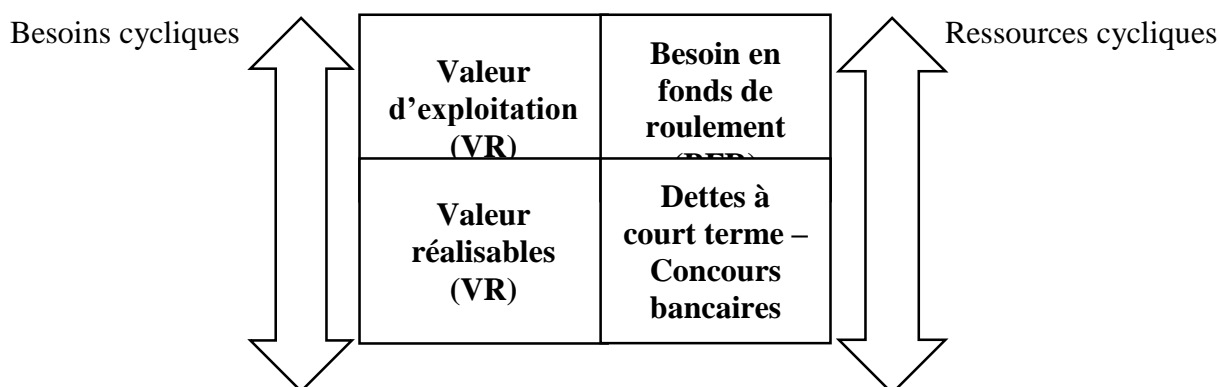 Besoins cycliques
Valeur
d’exploitation
(VR)
Besoin en
fonds de
roulement
Ressources cycliques
Valeur
réalisables
(VR)
Dettes à
court terme –
Concours
bancaires